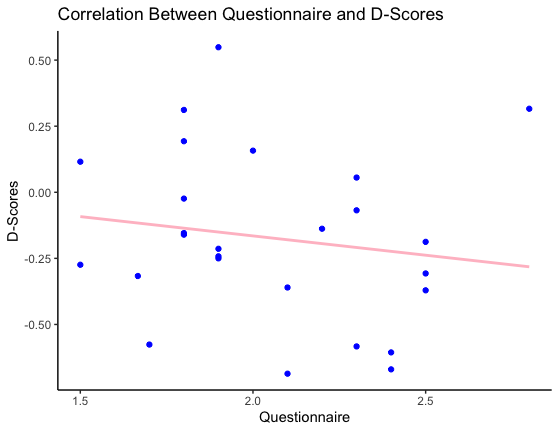 Correlation Between Questionnaire and D-Scores
0.50
0.25
0.00
-0.25
-0.50
D-Scores
1.5 2.0 2.5
Questionnaire